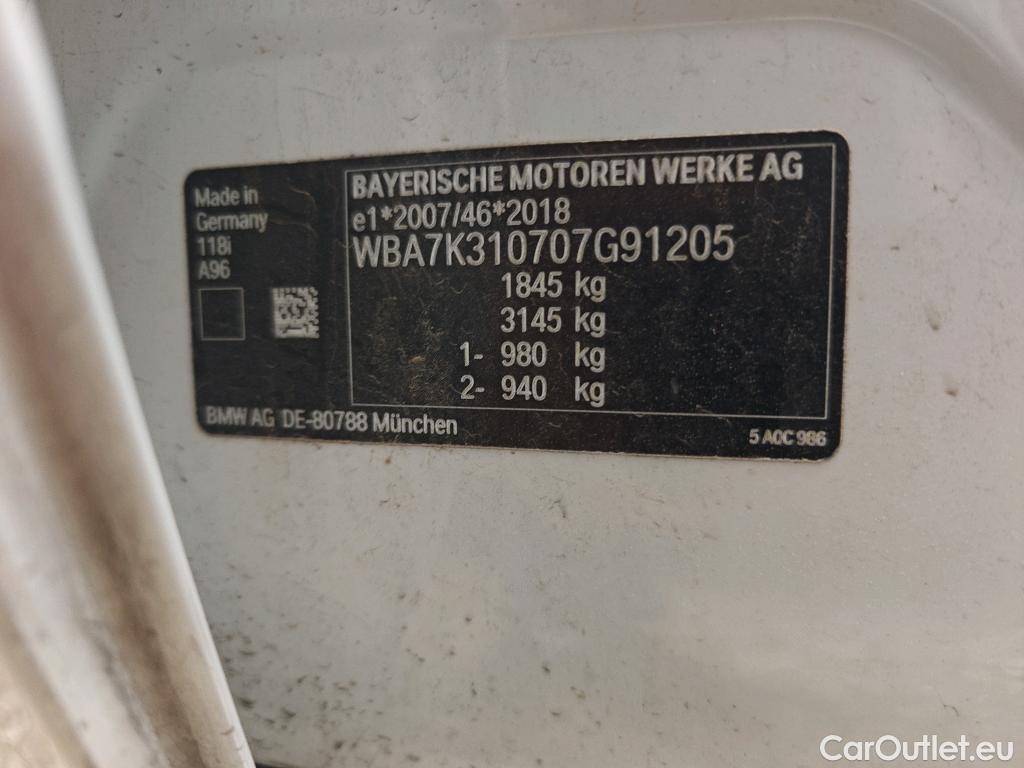 Made in
Germany
118i
A96
BAYERISCHE MOTOREN WERKE AG
e1*2007/46*2018
WBA7K310707G91205
1845 kg
3145 kg
1- 980 kg
2- 940 kg
BMW AG DE-80788 München
5 A0C 986
CarOutlet.eu